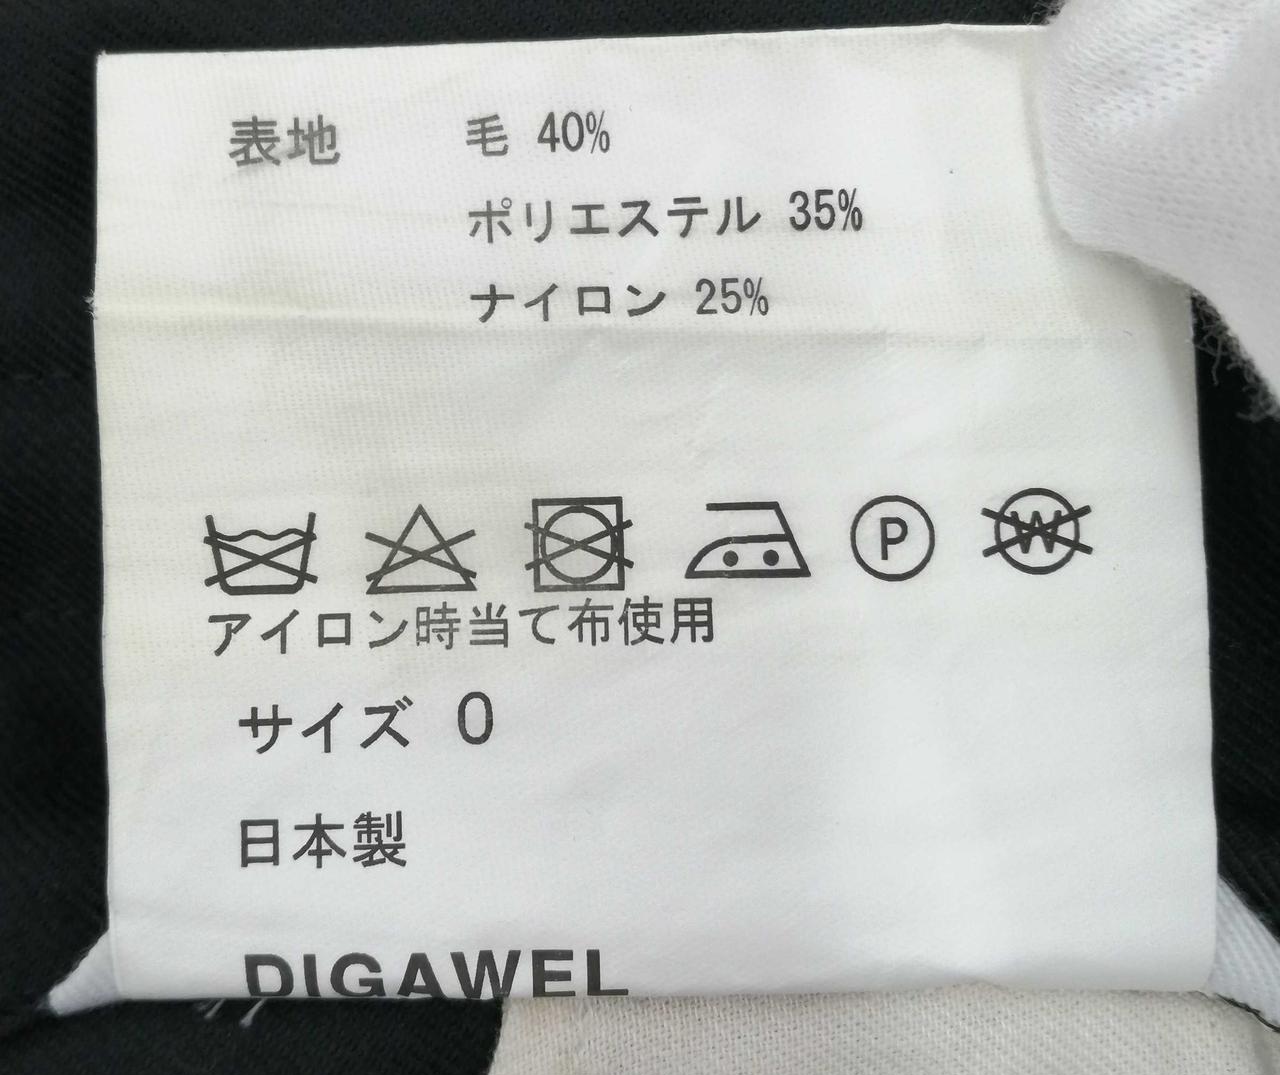 表地 毛 40%
ポリエステル 35%
ナイロン 25%
P W
アイロン時当て布使用
サイズ 0
日本製
DIGAWEL